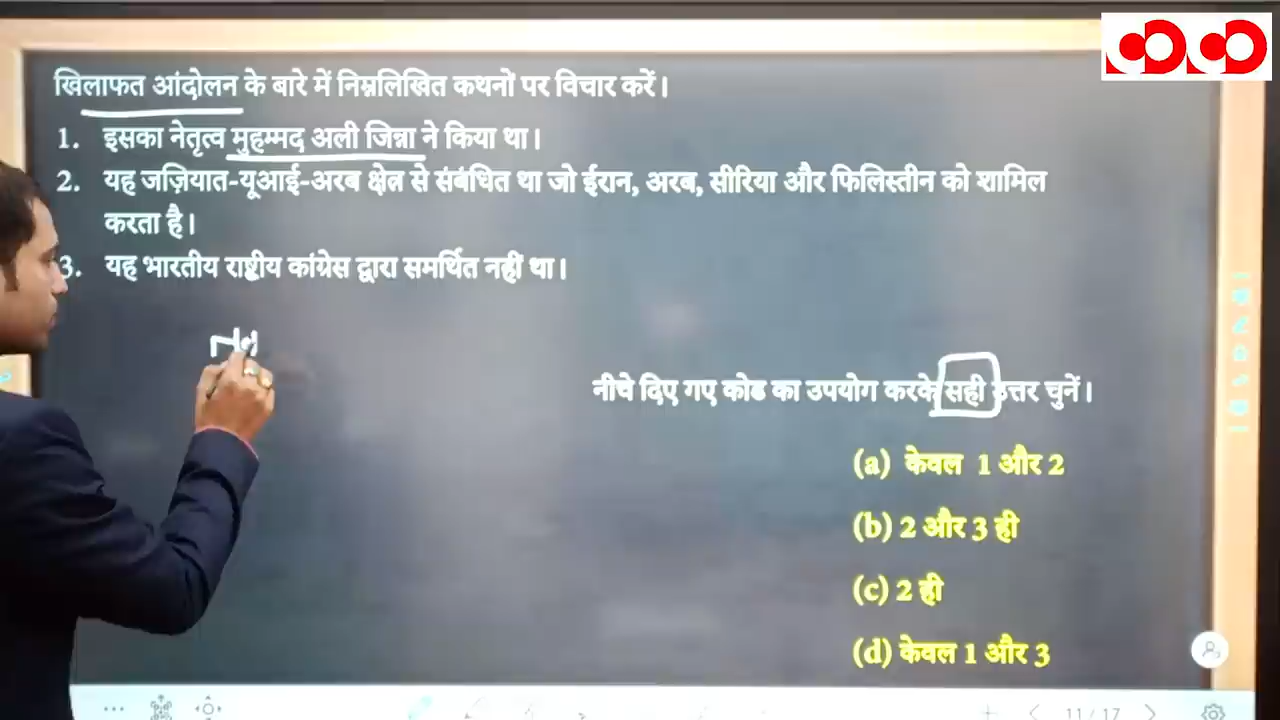 खिलाफत आंदोलन के बारे में निम्नलिखित कथनों पर विचार करें।
1. इसका नेतृत्व मुहम्मद अली जिन्ना ने किया था।
2. यह जज़ियात-यूआई-अरब क्षेत्र से संबंधित था जो ईरान, अरब, सीरिया और फिलिस्तीन को शामिल
करता है।
3. यह भारतीय राष्ट्रीय कांग्रेस द्वारा समर्थित नहीं था।
नीचे दिए गए कोड का उपयोग करके सही उत्तर चुनें।
(a) केवल 1 और 2
(b) 2 और 3 ही
(c) 2 ही
(d) केवल 1 और 3
11 / 17